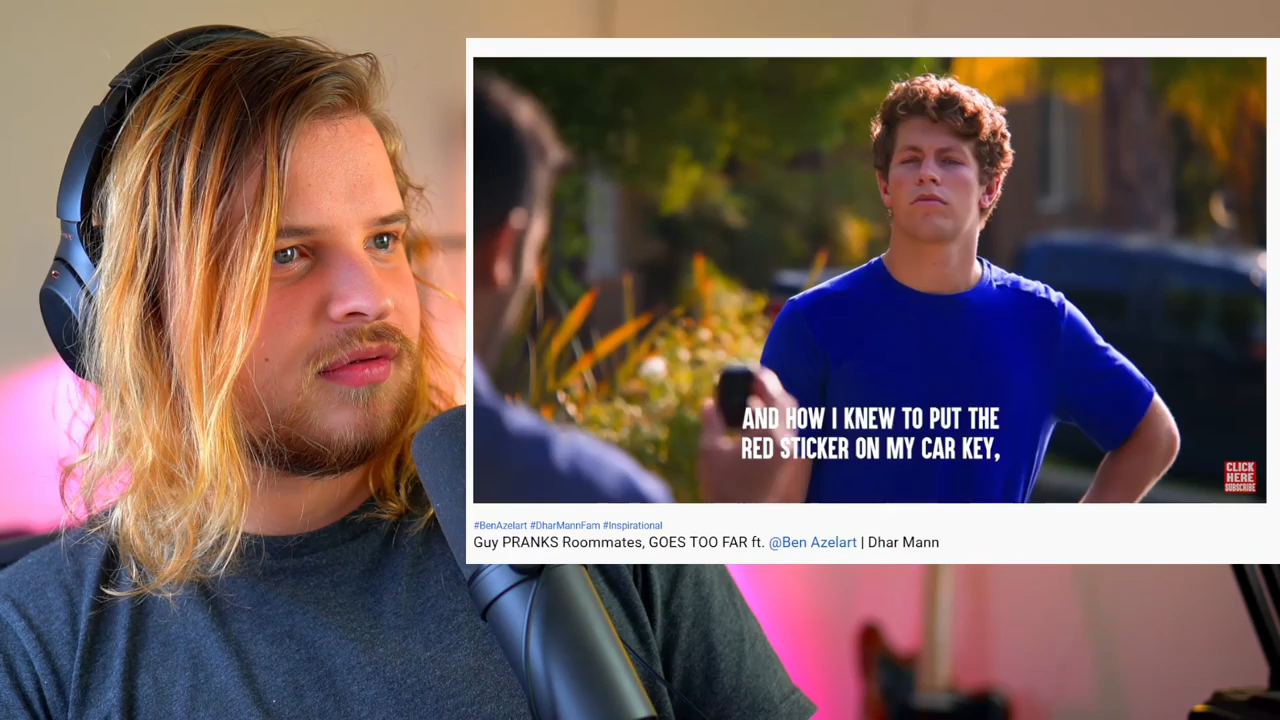 AND HOW I KNEW TO PUT THE
RED STICKER ON MY CAR KEY,
CLICK
HERE
SUBSCRIBE
#BenAzelart #DharMannFam #Inspirational
Guy PRANKS Roommates, GOES TOO FAR ft. @Ben Azelart | Dhar Mann